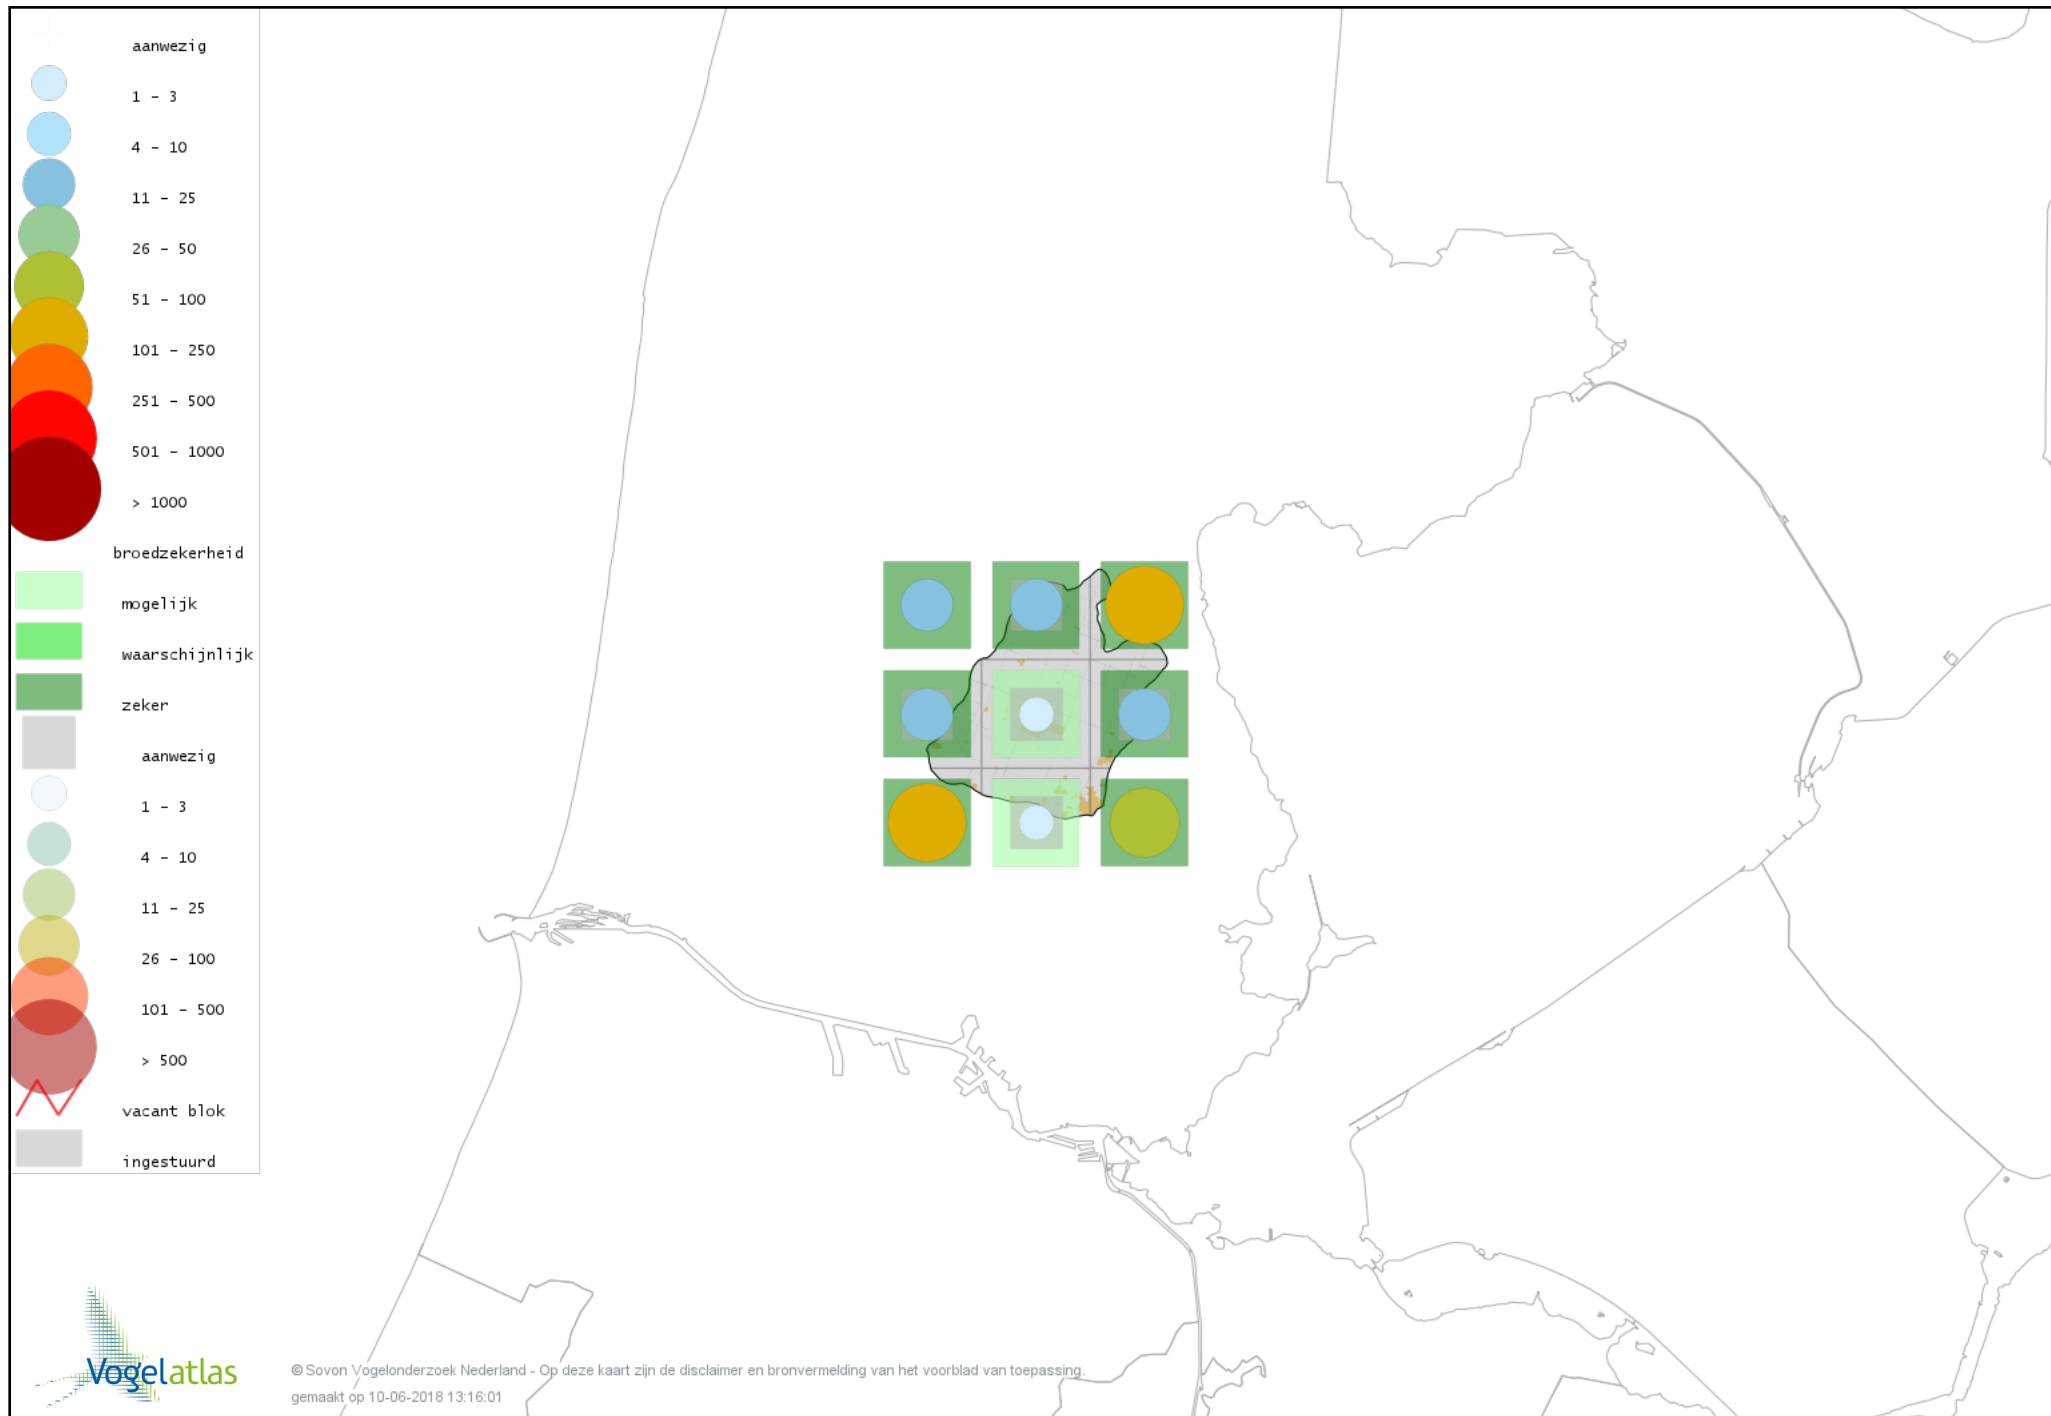 aanwezig
1 - 3
4 - 10
11 - 25
26 - 50
51 - 100
101 - 250
251 - 500
501 - 1000
> 1000
broedzekerheid
mogelijk
waarschijnlijk
zeker
aanwezig
1 - 3
4 - 10
11 - 25
26 - 100
101 - 500
> 500
vacant blok
ingestuurd
Vogelatlas
© Sovon Vogelonderzoek Nederland - Op deze kaart zijn de disclaimer en bronvermelding van het voorblad van toepassing.
gemaakt op 10-06-2018 13:16:01